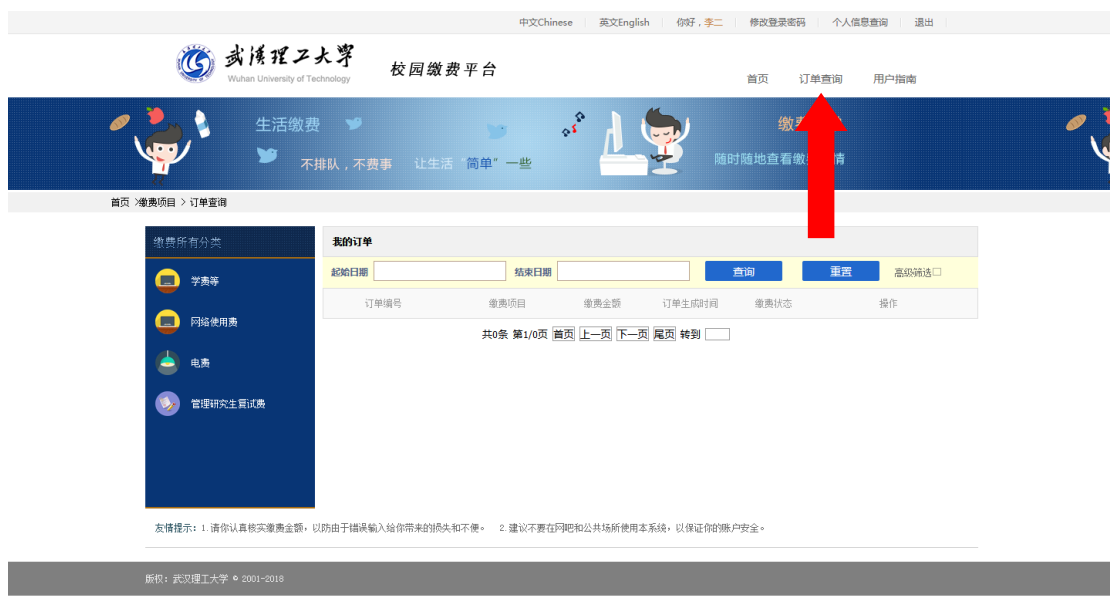 中文Chinese 英文English 你好，李二 修改登录密码 个人信息查询 退出
武漢理工大學
Wuhan University of Technology
校园缴费平台
首页 订单查询 用户指南
生活缴费
不排队，不费事 让生活“简单”一些
缴费
随时随地查看缴 情
首页 >缴费项目 > 订单查询
缴费所有分类
学费等
网络使用费
电费
管理研究生复试费
我的订单
起始日期 结束日期 查询 重置 高级筛选
订单编号 缴费项目 缴费金额 订单生成时间 缴费状态 操作
共0条 第1/0页 首页 上一页 下一页 尾页 转到
友情提示：1.请你认真核实缴费金额，以防由于错误输入给你带来的损失和不便。 2.建议不要在网吧和公共场所使用本系统，以保证你的账户安全。
版权：武汉理工大学 © 2001-2018